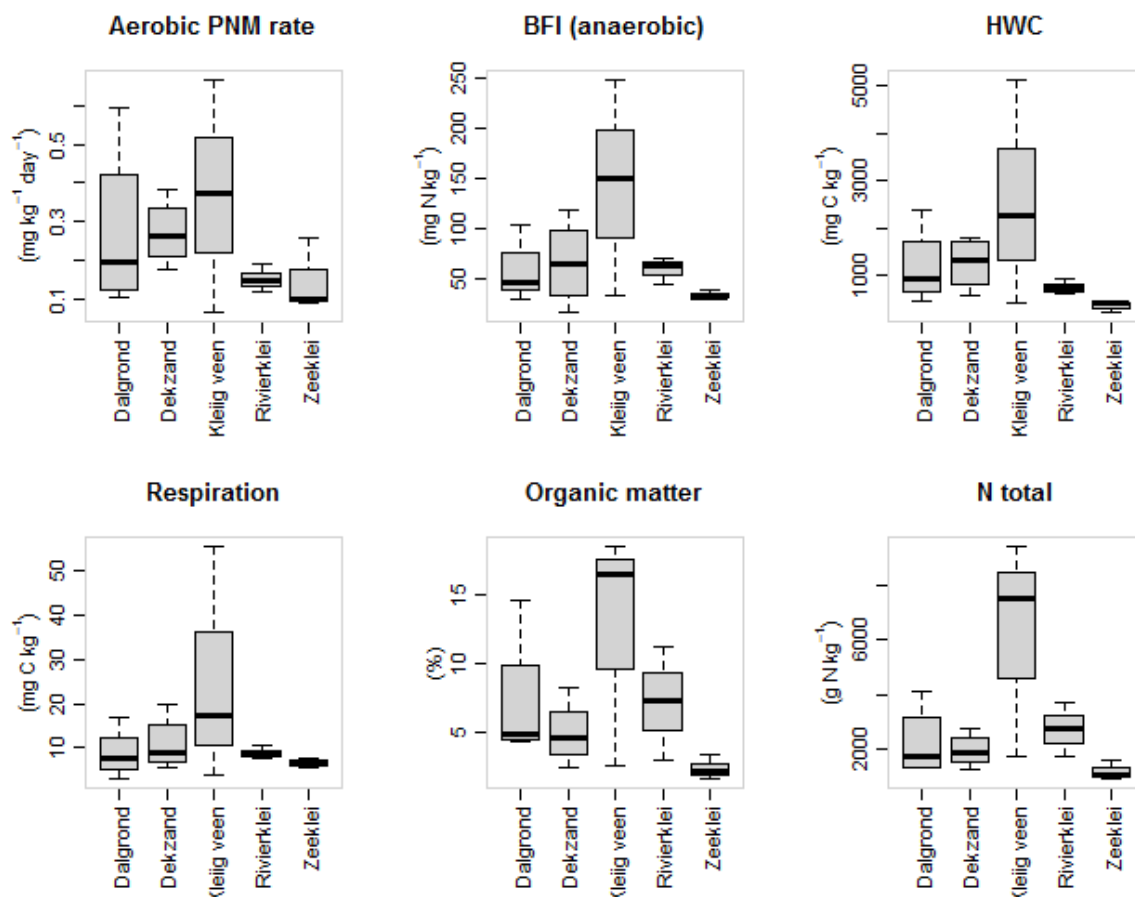 Aerobic PNM rate
(mg kg⁻¹ day⁻¹)
0.1 0.3 0.5
Dalgrond Dekzand Kleiig veen Rivierklei Zeeklei
BFI (anaerobic)
(mg N kg⁻¹)
50 100 150 200 250
Dalgrond Dekzand Kleiig veen Rivierklei Zeeklei
HWC
(mg C kg⁻¹)
1000 3000 5000
Dalgrond Dekzand Kleiig veen Rivierklei Zeeklei
Respiration
(mg C kg⁻¹)
10 20 30 40 50
Dalgrond Dekzand Kleiig veen Rivierklei Zeeklei
Organic matter
(%)
5 10 15
Dalgrond Dekzand Kleiig veen Rivierklei Zeeklei
N total
(g N kg⁻¹)
2000 6000
Dalgrond Dekzand Kleiig veen Rivierklei Zeeklei